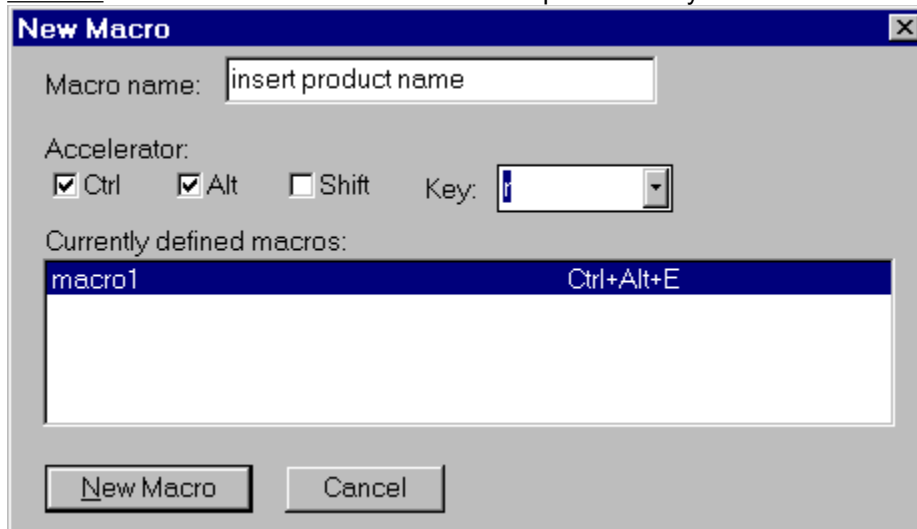 New Macro
Macro name: insert product name
Accelerator:
Ctrl Alt Shift Key: r
Currently defined macros:
macro1 Ctrl+Alt+E
New Macro Cancel